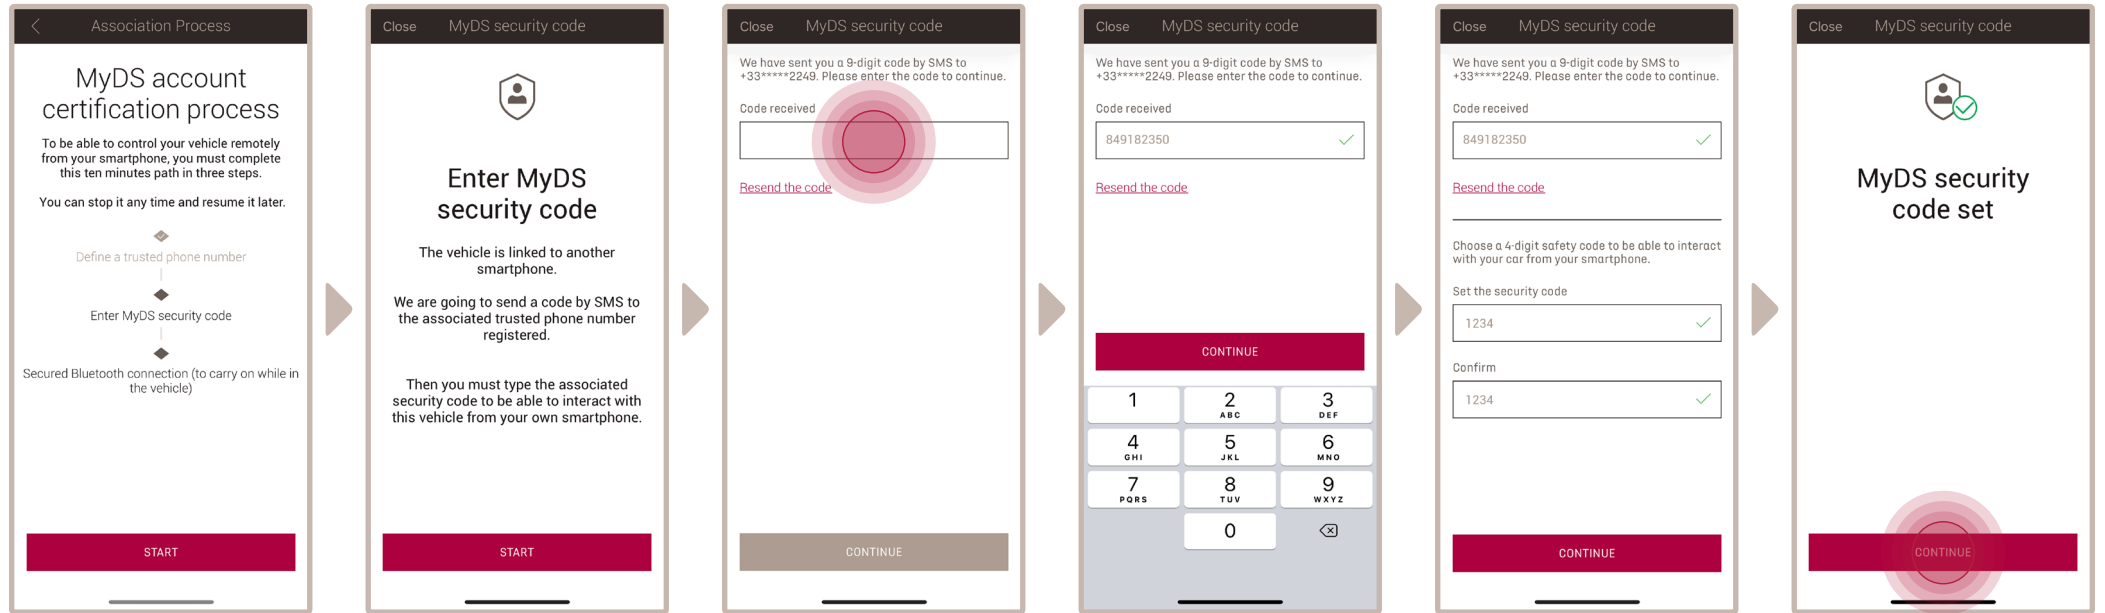 Association Process
MyDS account
certification process
To be able to control your vehicle remotely
from your smartphone, you must complete
this ten minutes path in three steps.
You can stop it any time and resume it later.
Define a trusted phone number
Enter MyDS security code
Secured Bluetooth connection (to carry on while in
the vehicle)
START
Close MyDS security code
Enter MyDS
security code
The vehicle is linked to another
smartphone.
We are going to send a code by SMS to
the associated trusted phone number
registered.
Then you must type the associated
security code to be able to interact with
this vehicle from your own smartphone.
START
Close MyDS security code
We have sent you a 9-digit code by SMS to
+33*****2249. Please enter the code to continue.
Code received
Resend the code
CONTINUE
Close MyDS security code
We have sent you a 9-digit code by SMS to
+33*****2249. Please enter the code to continue.
Code received
849182350
Resend the code
CONTINUE
1 2 3
ABC DEF
4 5 6
GHI JKL MNO
7 8 9
PQRS TUV WXYZ
0
Close MyDS security code
We have sent you a 9-digit code by SMS to
+33*****2249. Please enter the code to continue.
Code received
849182350
Resend the code
Choose a 4-digit safety code to be able to interact
with your car from your smartphone.
Set the security code
1234
Confirm
1234
CONTINUE
Close MyDS security code
MyDS security
code set
CONTINUE